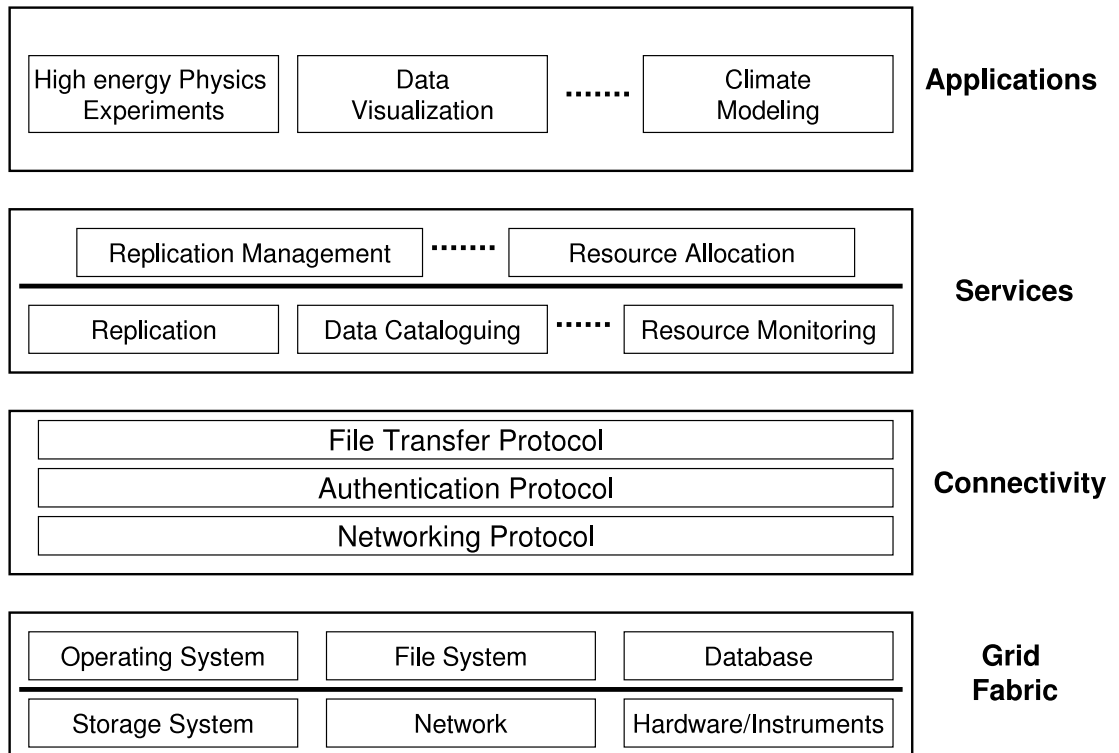 High energy Physics
Experiments
Data
Visualization
.......
Climate
Modeling
Applications
Replication Management
.......
Resource Allocation
Services
Replication
Data Cataloguing
......
Resource Monitoring
File Transfer Protocol
Authentication Protocol
Connectivity
Networking Protocol
Operating System
File System
Database
Grid
Fabric
Storage System
Network
Hardware/Instruments